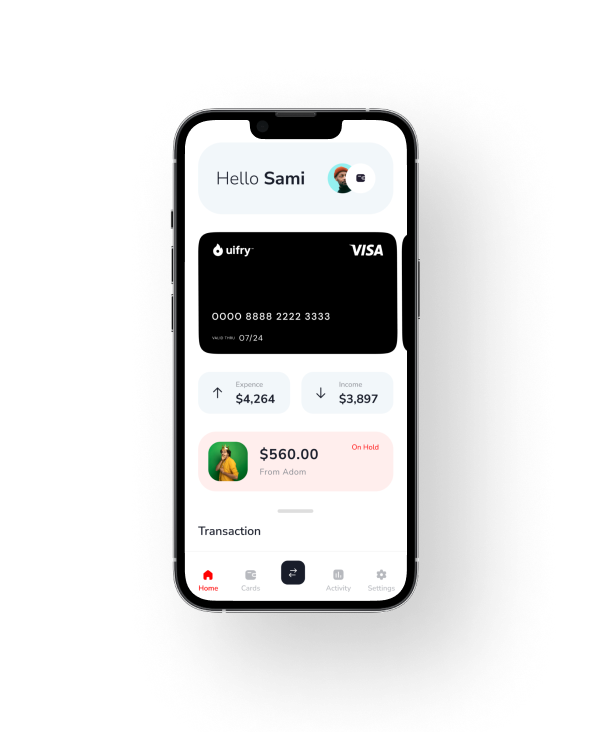 Hello Sami
uifry™
VISA
0000 8888 2222 3333
VALID THRU 07/24
Expence
$4,264
Income
$3,897
$560.00
On Hold
From Adom
Transaction
Home
Cards
Activity
Settings